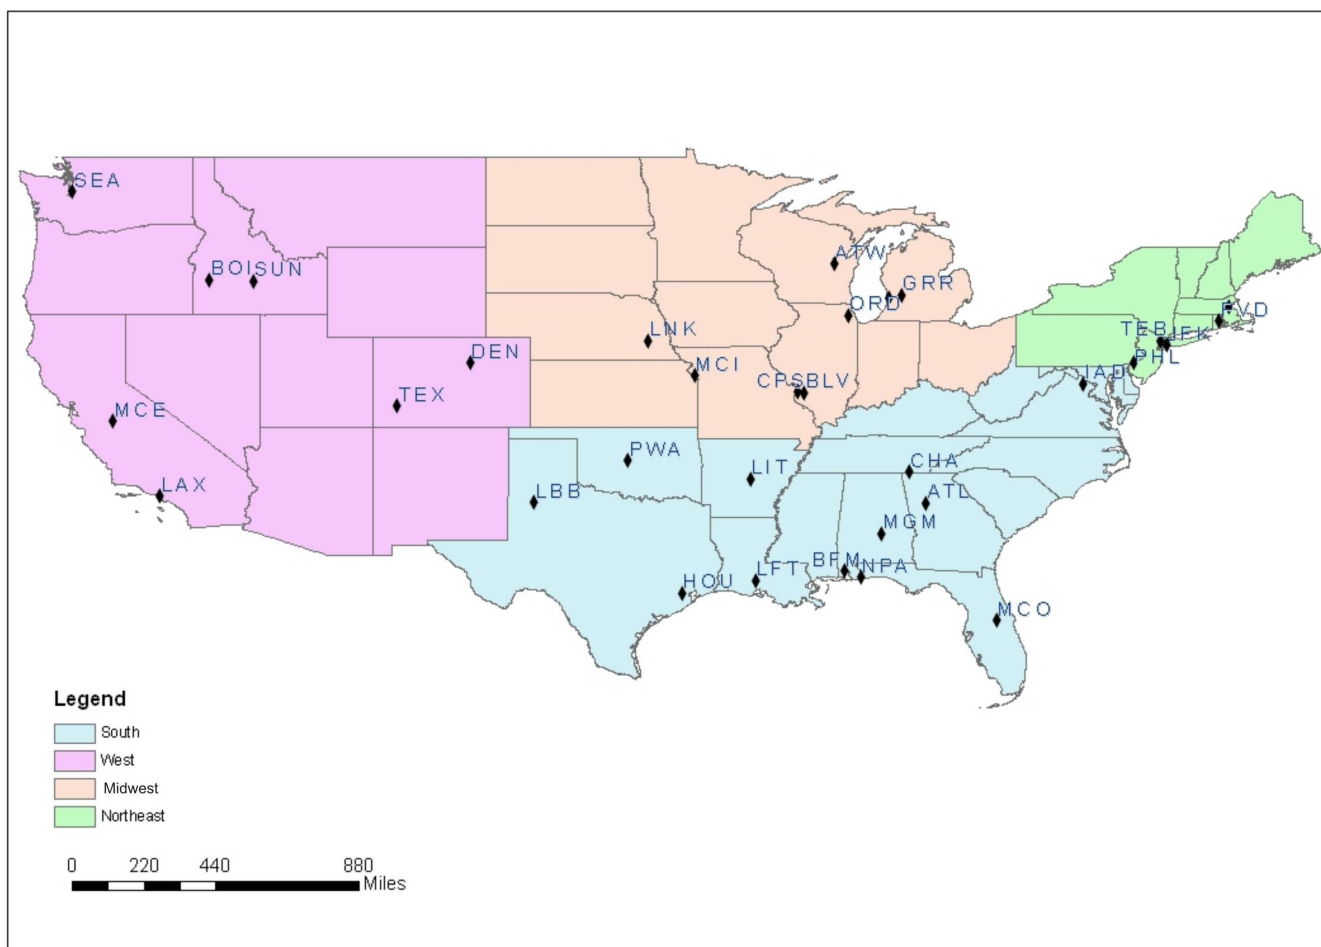 SEA
BOI
SUN
ATW
GRR
ORD
PVD
LNK
TEB
JFK
DEN
PHL
MCI
IAD
TEX
CPS
BLV
MCE
PWA
LIT
CHA
LAX
LBB
ATL
MGM
BFM
NPA
LFT
HOU
MCO
Legend
South
West
Midwest
Northeast
0 220 440 880
Miles